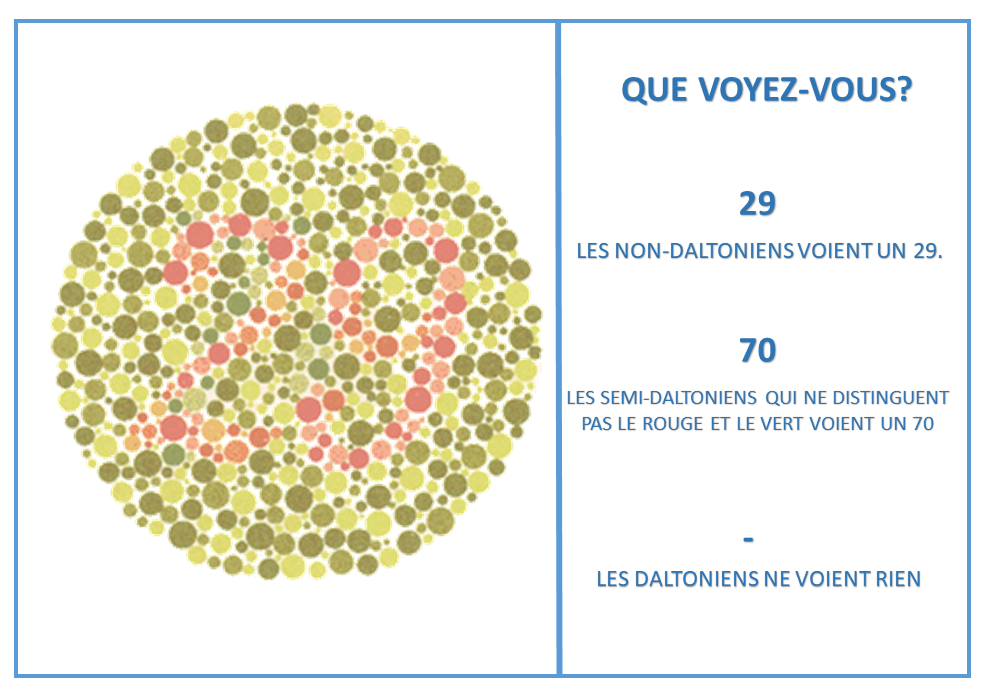 29
QUE VOYEZ-VOUS?
29
LES NON-DALTONIENS VOIENT UN 29.
70
LES SEMI-DALTONIENS QUI NE DISTINGUENT
PAS LE ROUGE ET LE VERT VOIENT UN 70
-
LES DALTONIENS NE VOIENT RIEN